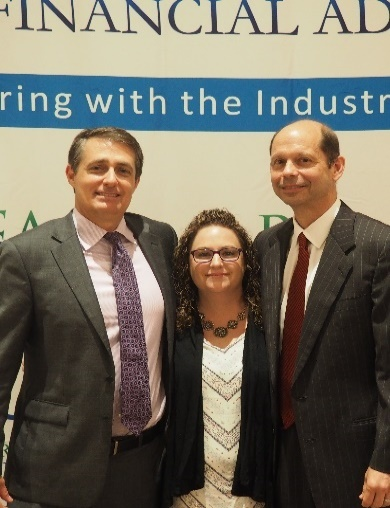 FINANCIAL AD
ring with the Industr